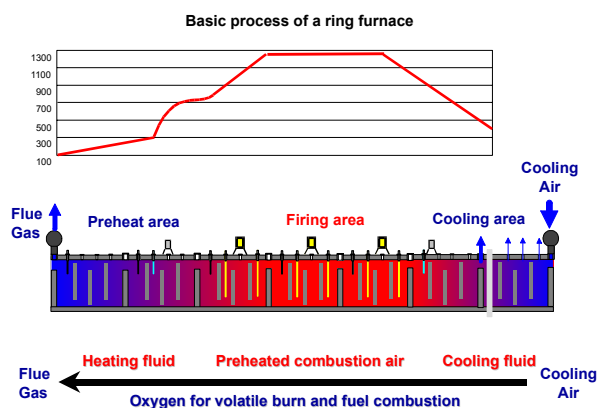 Basic process of a ring furnace
1300
1100
900
700
500
300
100
Cooling
Air
Flue
Gas
Preheat area
Firing area
Cooling area
Heating fluid
Preheated combustion air
Cooling fluid
Flue
Gas
Cooling
Air
Oxygen for volatile burn and fuel combustion